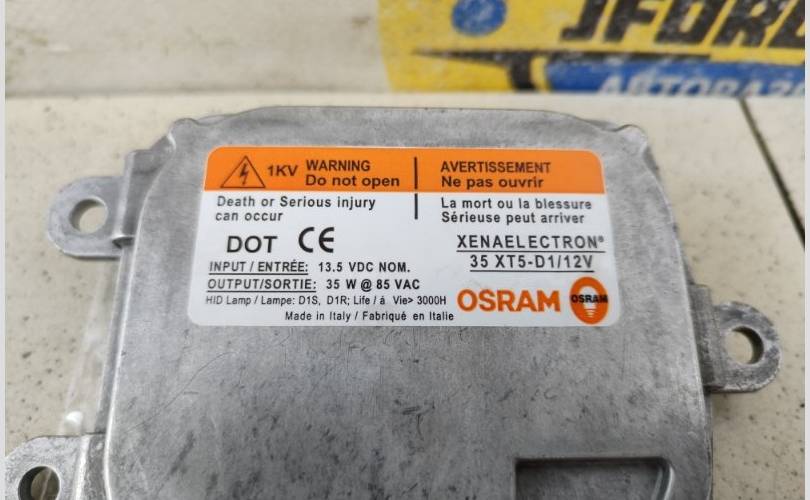 JFORD
1KV WARNING
Do not open
AVERTISSEMENT
Ne pas ouvrir
Death or Serious injury
can occur
La mort ou la blessure
Sérieuse peut arriver
DOT CE
XENAELECTRON®
35 XT5-D1/12V
INPUT / ENTRÉE: 13.5 VDC NOM.
OUTPUT/SORTIE: 35 W @ 85 VAC
HID Lamp / Lampe: D1S, D1R; Life / á Vie> 3000H
Made in Italy / Fabriqué en Italie
OSRAM OSRAM